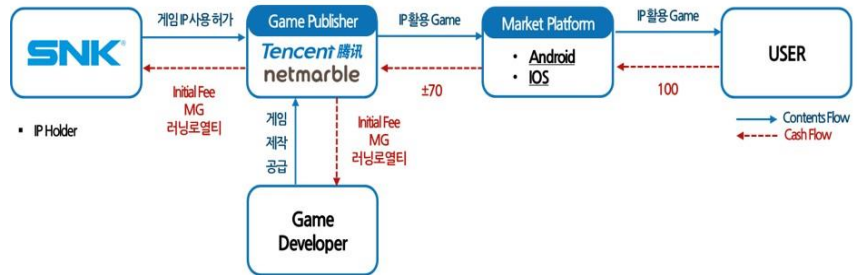 게임 IP 사용 허가
Game Publisher
IP활용 Game
Market Platform
IP활용 Game
SNK®
Tencent 腾讯
netmarble
• Android
• IOS
USER
Initial Fee
MG
러닝로열티
±70
100
▪ IP Holder
게임
제작
공급
Initial Fee
MG
러닝로열티
Contents Flow
Cash Flow
Game
Developer